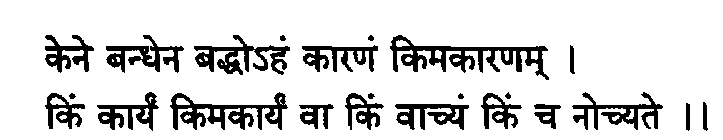 केने बन्धेन बद्धोऽहं कारणं किमकारणम् ।
किं कार्यं किमकार्यं वा किं वाच्यं किं च नोच्यते ।।